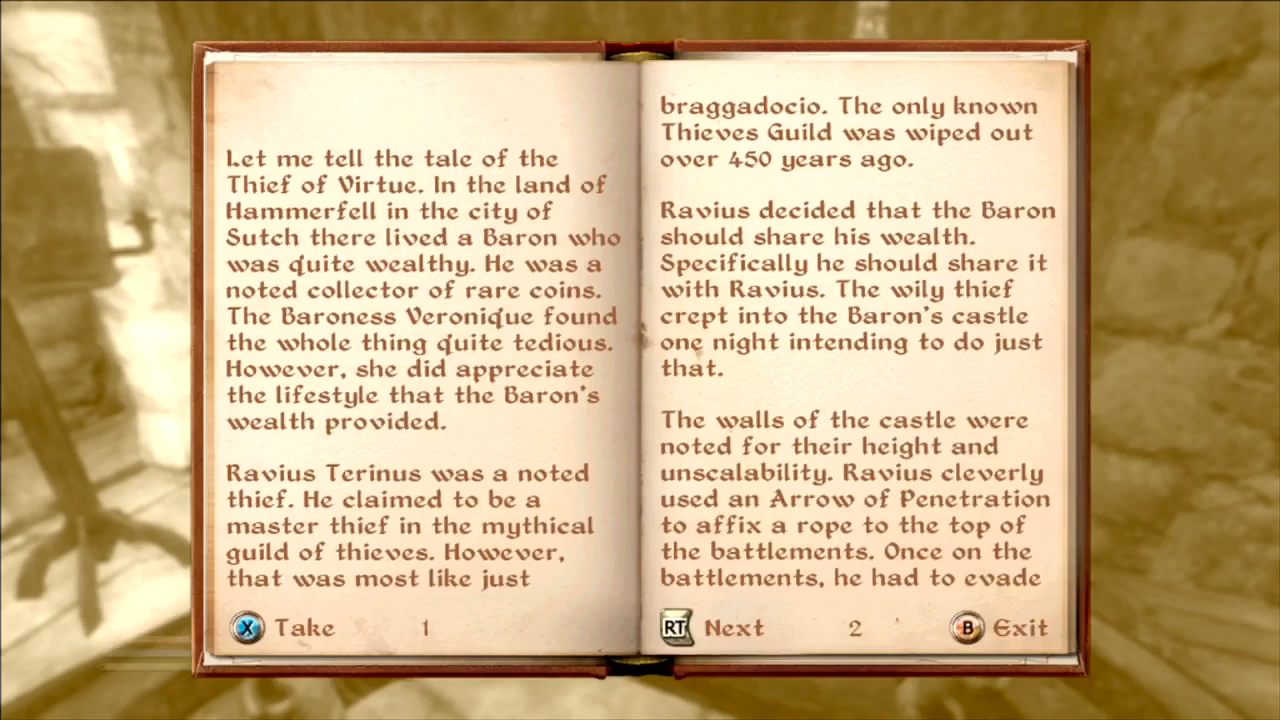 Let me tell the tale of the
Thief of Virtue. In the land of
Hammerfell in the city of
Sutch there lived a Baron who
was quite wealthy. He was a
noted collector of rare coins.
The Baroness Veronique found
the whole thing quite tedious.
However, she did appreciate
the lifestyle that the Baron's
wealth provided.
Ravius Terinus was a noted
thief. He claimed to be a
master thief in the mythical
guild of thieves. However,
that was most like just
X Take
1
braggadocio. The only known
Thieves Guild was wiped out
over 450 years ago.
Ravius decided that the Baron
should share his wealth.
Specifically he should share it
with Ravius. The wily thief
crept into the Baron's castle
one night intending to do just
that.
The walls of the castle were
noted for their height and
unscalability. Ravius cleverly
used an Arrow of Penetration
to affix a rope to the top of
the battlements. Once on the
battlements, he had to evade
RT Next
2
B Exit